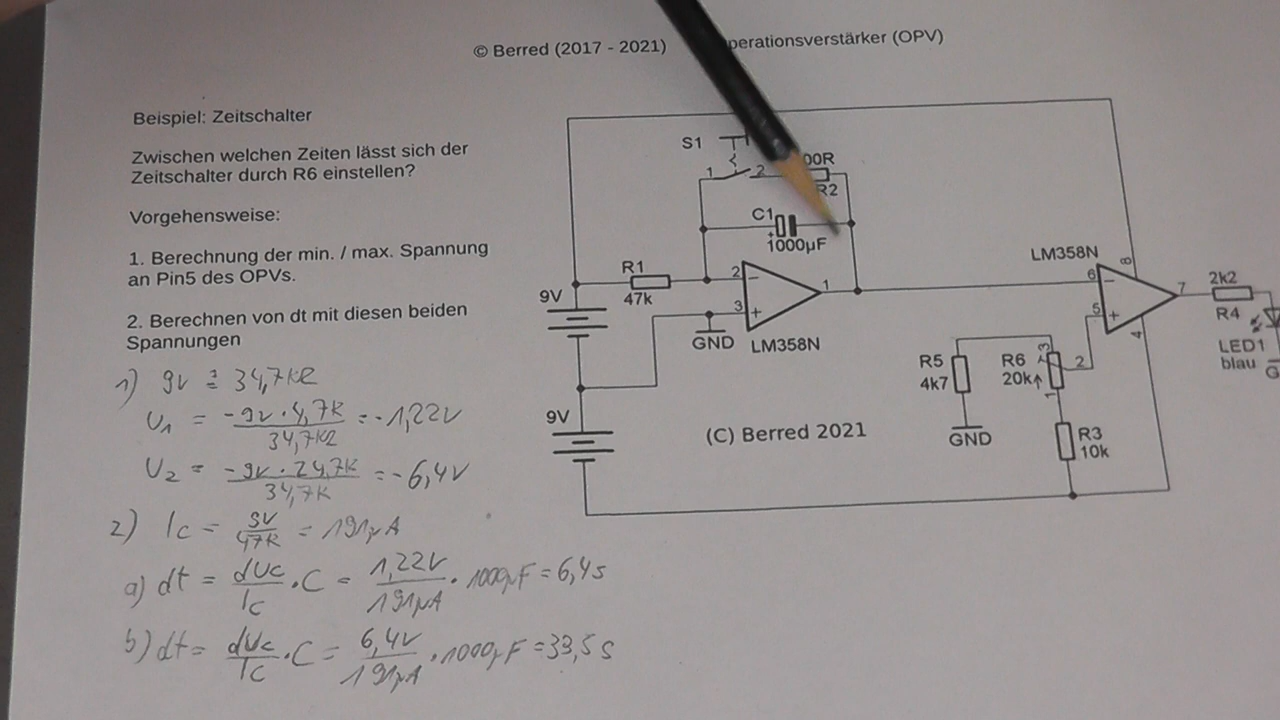 © Berred (2017 - 2021) perationsverstärker (OPV)
Beispiel: Zeitschalter
Zwischen welchen Zeiten lässt sich der
Zeitschalter durch R6 einstellen?
Vorgehensweise:
1. Berechnung der min. / max. Spannung
an Pin5 des OPVs.
2. Berechnen von dt mit diesen beiden
Spannungen
1) 9V ≙ 34,7kΩ
U1 = -9V · 4,7K / 34,7KΩ = -1,22V
U2 = -9V · 24,7K / 34,7K = -6,4V
2) Ic = 9V / 47K = 191µA
a) dt = dUc / Ic · C = 1,22V / 191µA · 1000µF = 6,4s
b) dt = dUc / Ic · C = 6,4V / 191µA · 1000µF = 33,5s
S1
1 2
00R
R2
C1
+
1000µF
R1
47k
2 −
3 +
1
LM358N
GND
9V
9V
LM358N
8
6 −
5 +
7
4
2k2
R4
LED1
blau
G
R5
4k7
GND
R6
20k
3
2
1
R3
10k
(C) Berred 2021